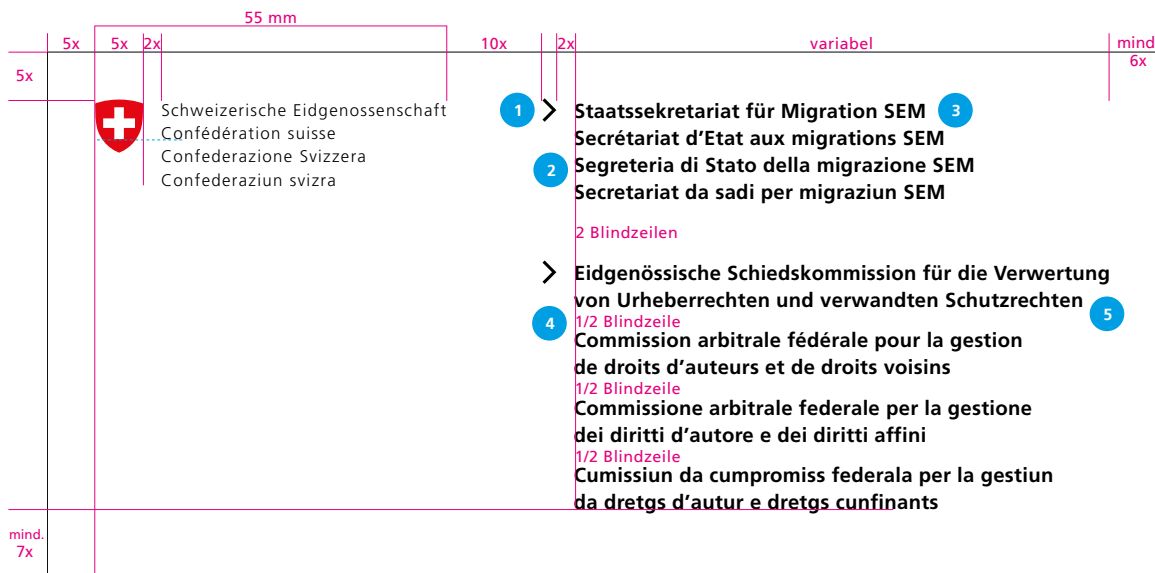 55 mm
5x 5x 2x 10x 2x variabel mind
6x
5x
Schweizerische Eidgenossenschaft
Confédération suisse
Confederazione Svizzera
Confederaziun svizra
1
Staatssekretariat für Migration SEM
3
Secrétariat d'Etat aux migrations SEM
2
Segreteria di Stato della migrazione SEM
Secretariat da sadi per migraziun SEM
2 Blindzeilen
Eidgenössische Schiedskommission für die Verwertung
von Urheberrechten und verwandten Schutzrechten
5
4
1/2 Blindzeile
Commission arbitrale fédérale pour la gestion
de droits d'auteurs et de droits voisins
1/2 Blindzeile
Commissione arbitrale federale per la gestione
dei diritti d'autore e dei diritti affini
1/2 Blindzeile
Cumissiun da cumpromiss federala per la gestiun
da dretgs d'autur e dretgs cunfinants
mind.
7x